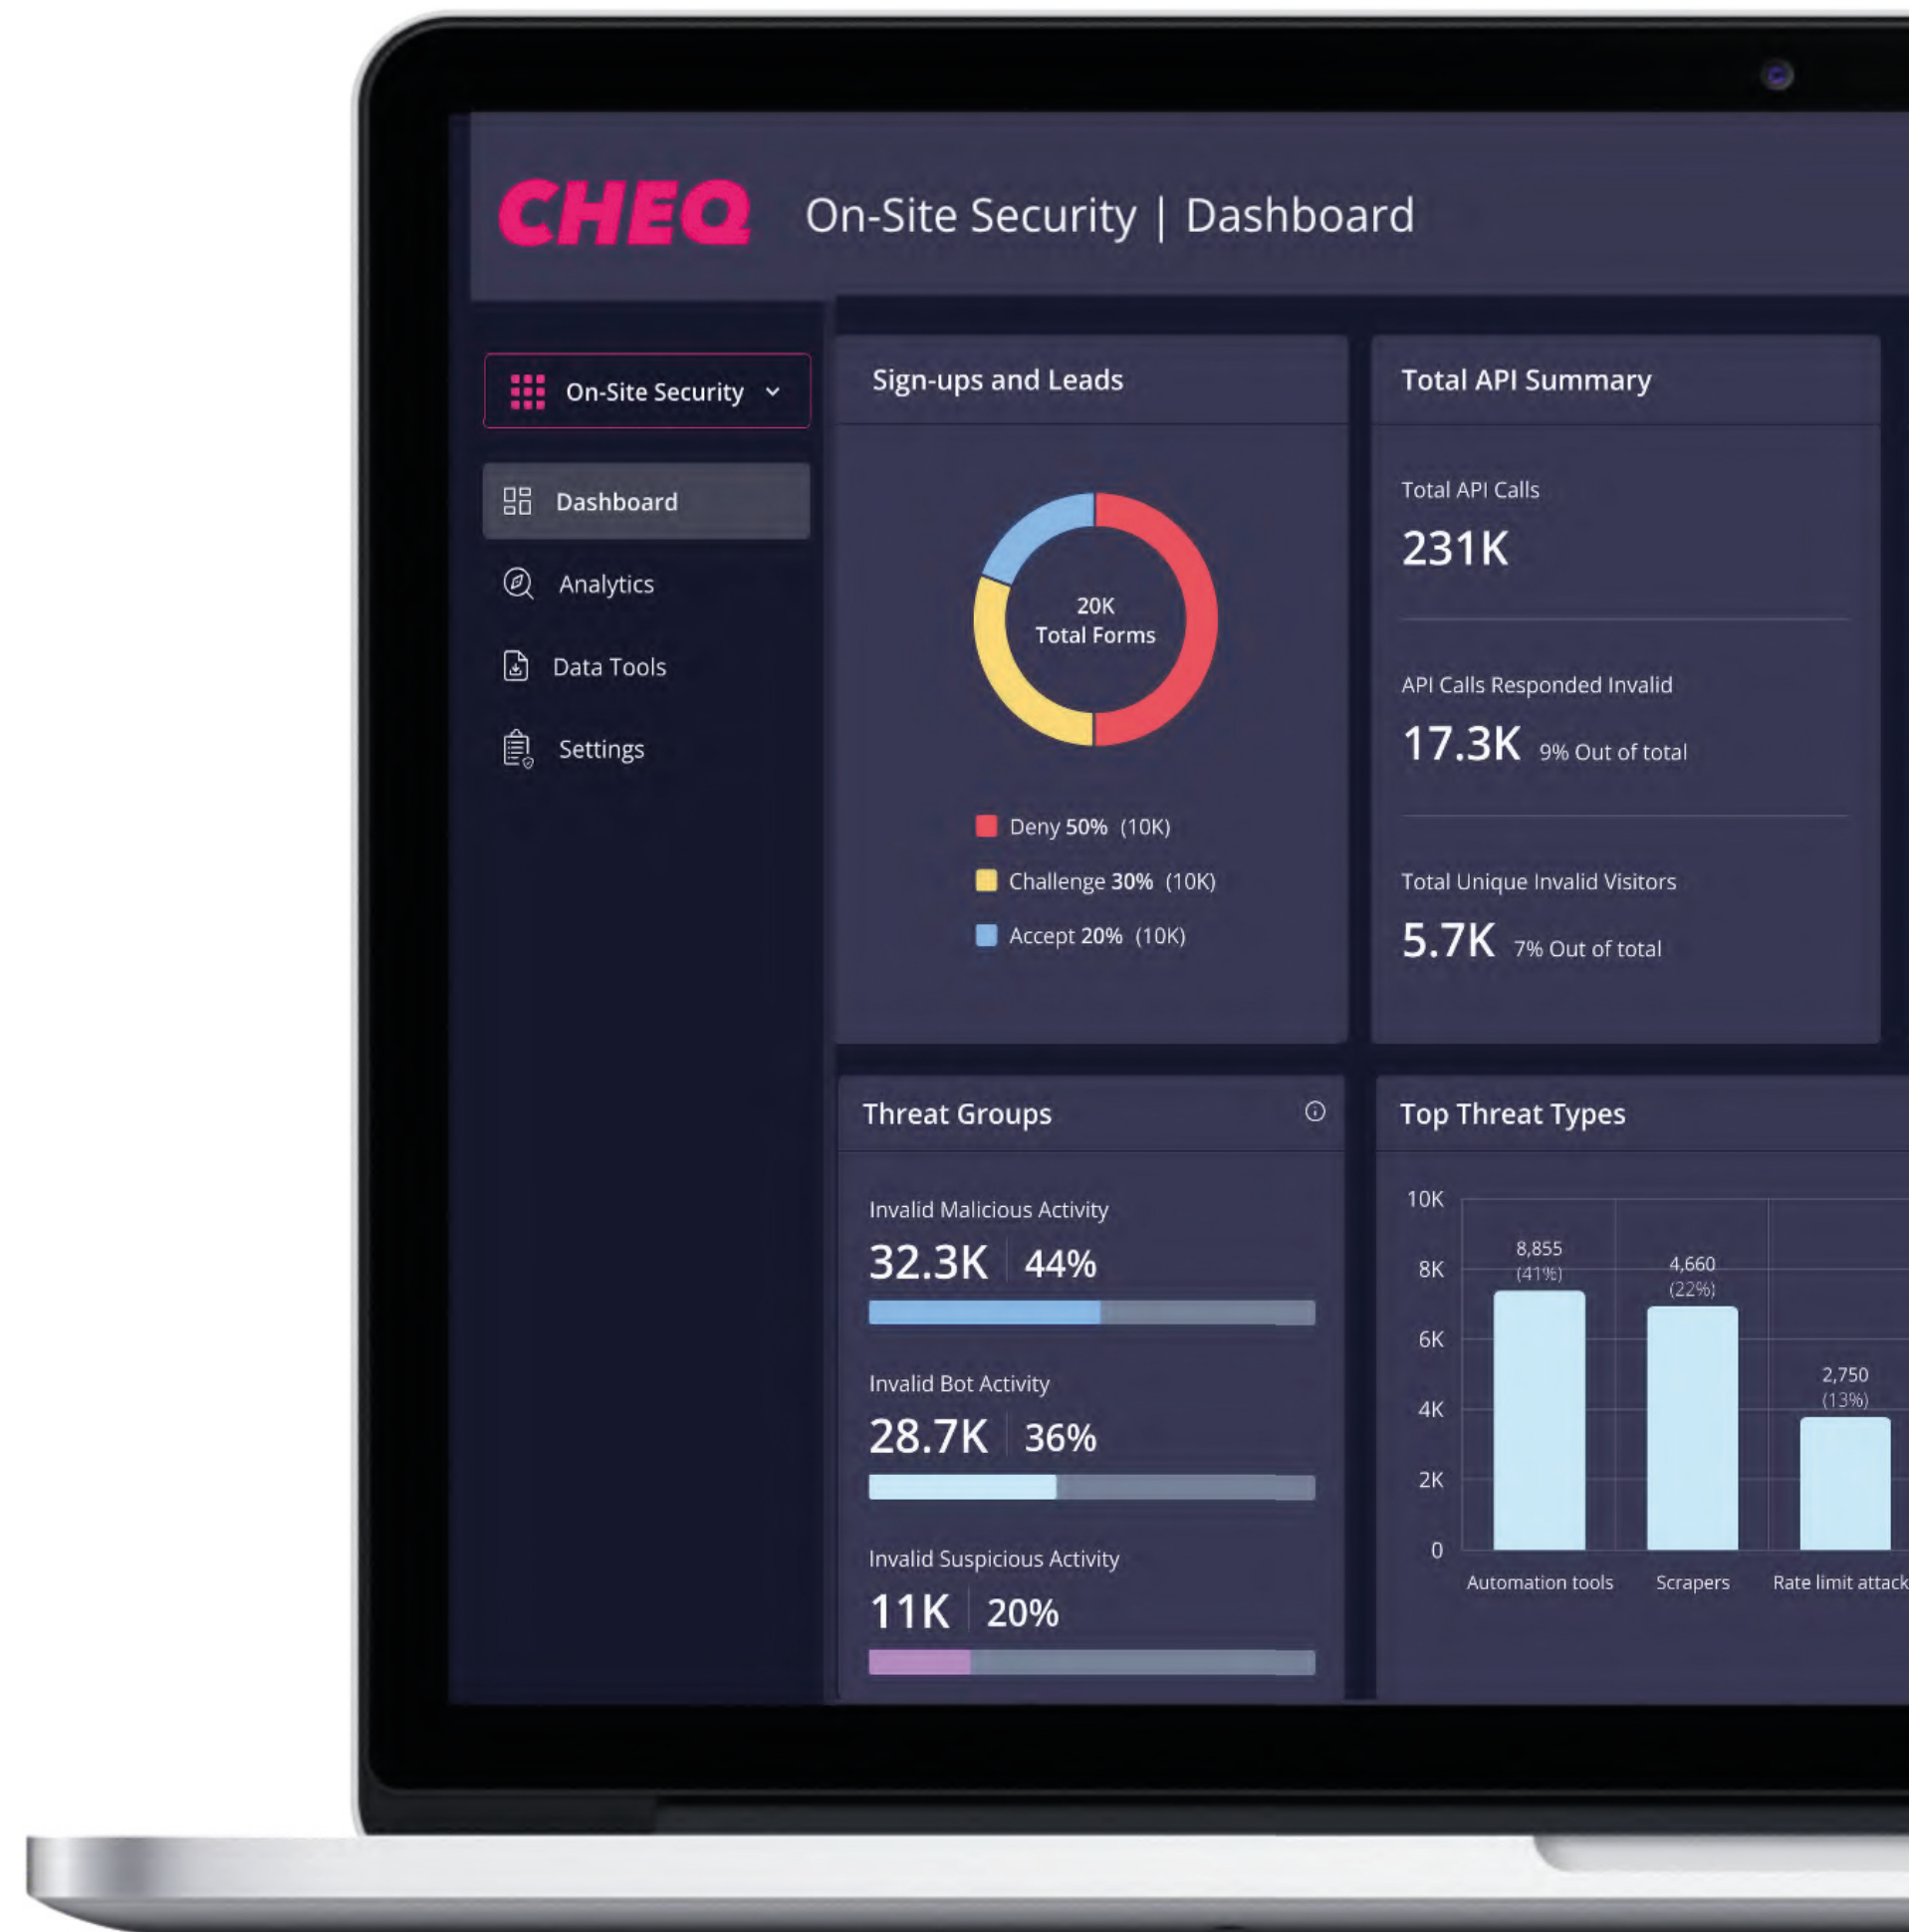 CHEQ On-Site Security | Dashboard
On-Site Security
Dashboard
Analytics
Data Tools
Settings
Sign-ups and Leads
20K
Total Forms
Deny 50% (10K)
Challenge 30% (10K)
Accept 20% (10K)
Total API Summary
Total API Calls
231K
API Calls Responded Invalid
17.3K 9% Out of total
Total Unique Invalid Visitors
5.7K 7% Out of total
Threat Groups
Invalid Malicious Activity
32.3K 44%
Invalid Bot Activity
28.7K 36%
Invalid Suspicious Activity
11K 20%
Top Threat Types
10K
8K
6K
4K
2K
0
8,855
(41%)
4,660
(22%)
2,750
(13%)
Automation tools
Scrapers
Rate limit attack